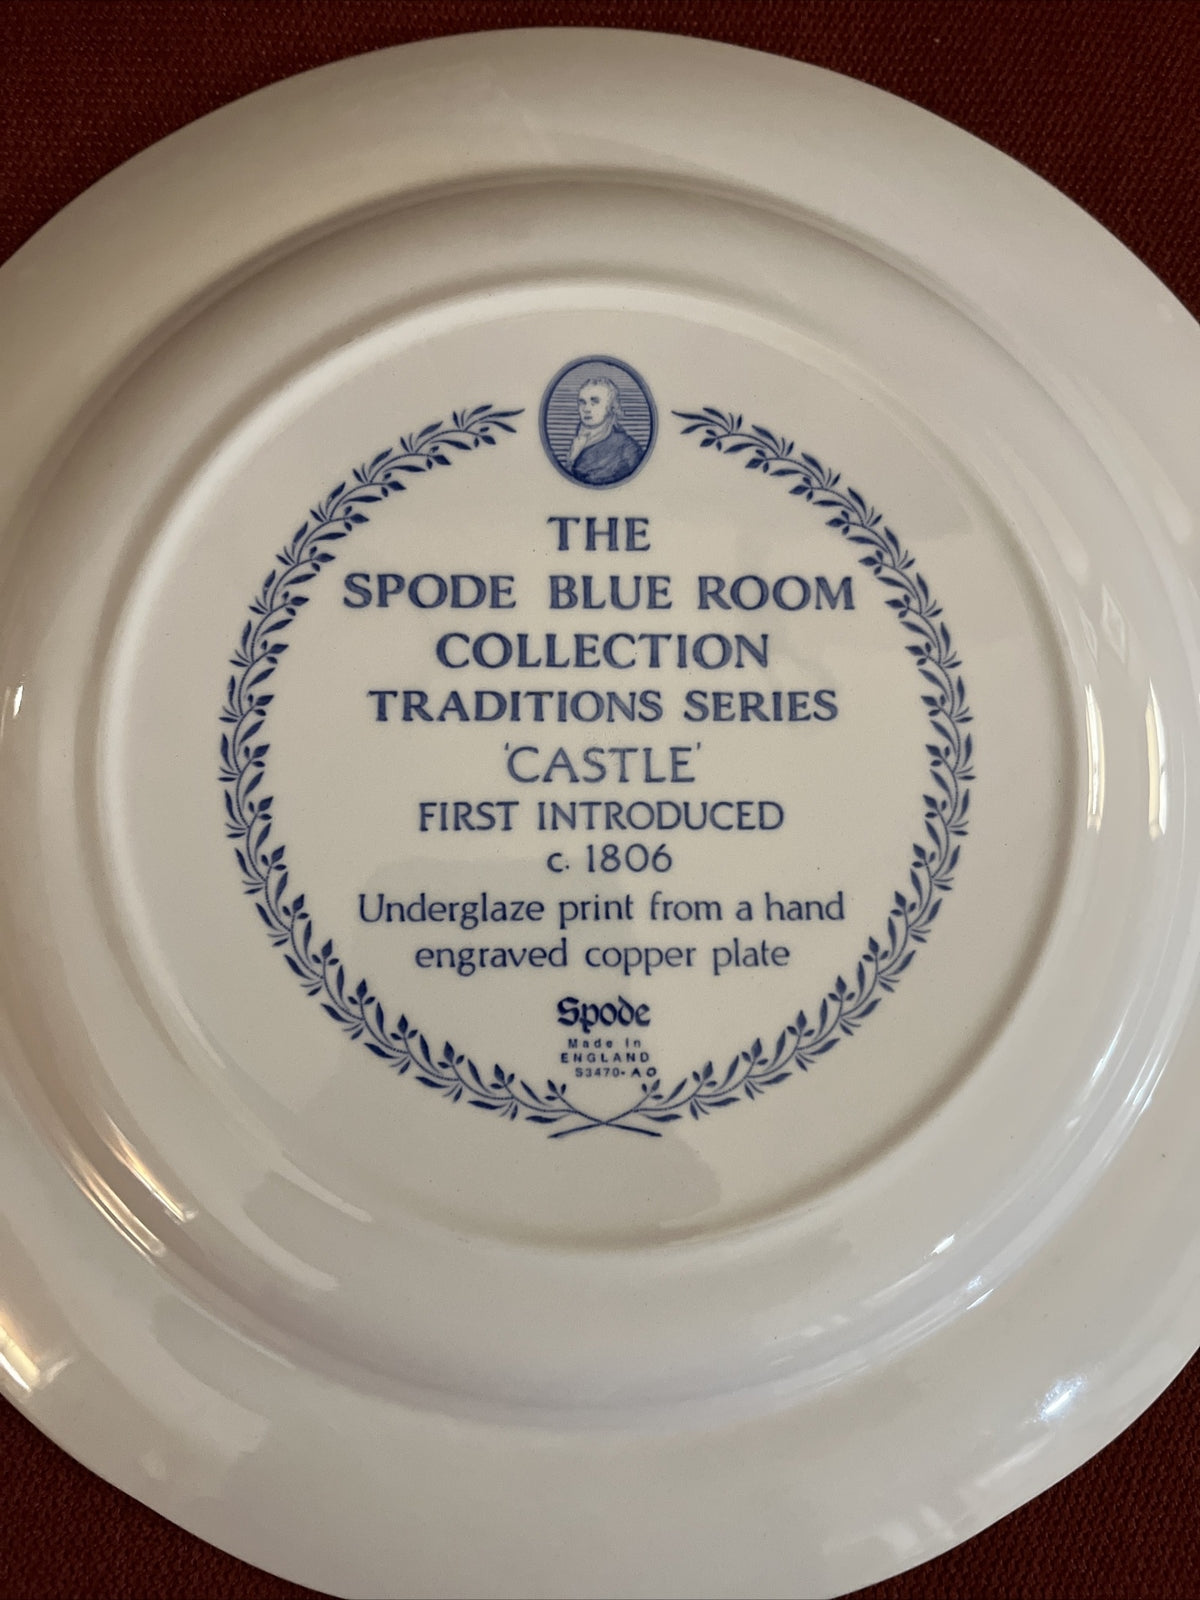 THE
SPODE BLUE ROOM
COLLECTION
TRADITIONS SERIES
'CASTLE'
FIRST INTRODUCED
c. 1806
Underglaze print from a hand
engraved copper plate
Spode
Made in
ENGLAND
S3470-AO